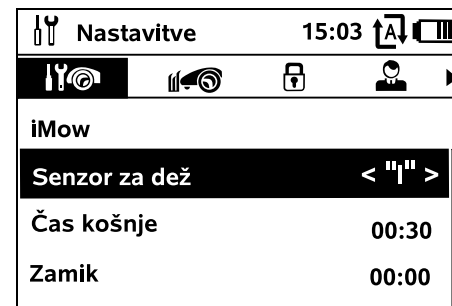 Nastavitve 15:03 A
iMow
Senzor za dež < "I" >
Čas košnje 00:30
Zamik 00:00